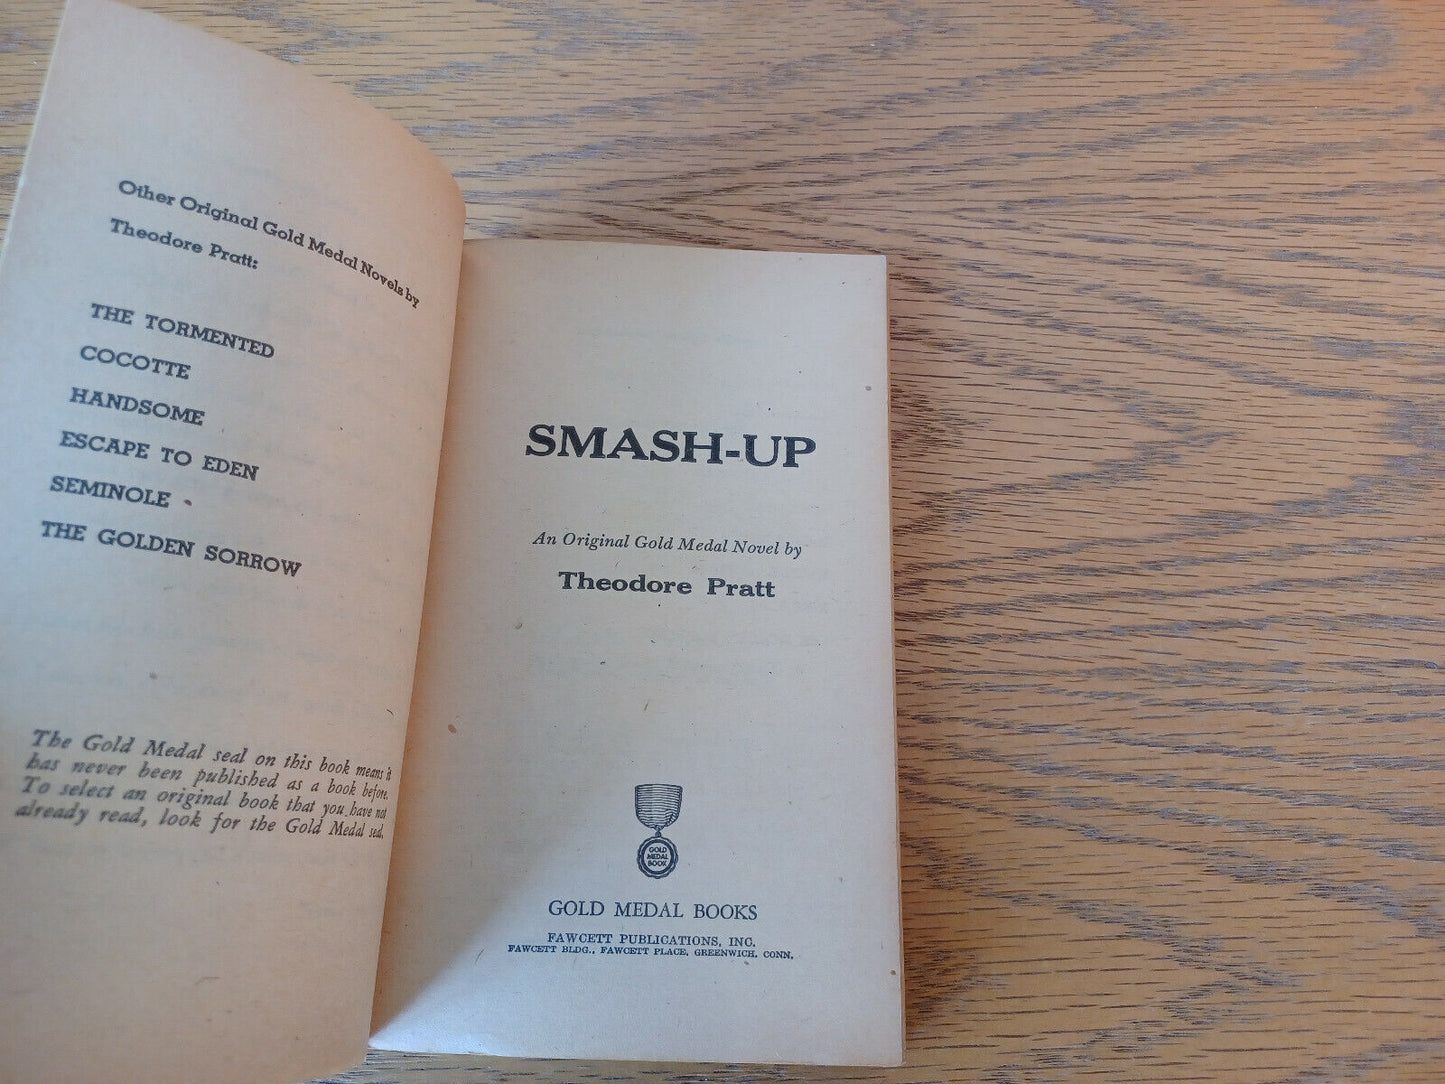 Other Original Gold Medal Novels by
Theodore Pratt:
THE TORMENTED
COCOTTE
HANDSOME
ESCAPE TO EDEN
SEMINOLE
THE GOLDEN SORROW
The Gold Medal seal on this book means it
has never been published as a book before.
To select an original book that you have not
already read, look for the Gold Medal seal.
SMASH-UP
An Original Gold Medal Novel by
Theodore Pratt
GOLD
MEDAL
BOOK
GOLD MEDAL BOOKS
FAWCETT PUBLICATIONS, INC.
FAWCETT BLDG., FAWCETT PLACE, GREENWICH, CONN.